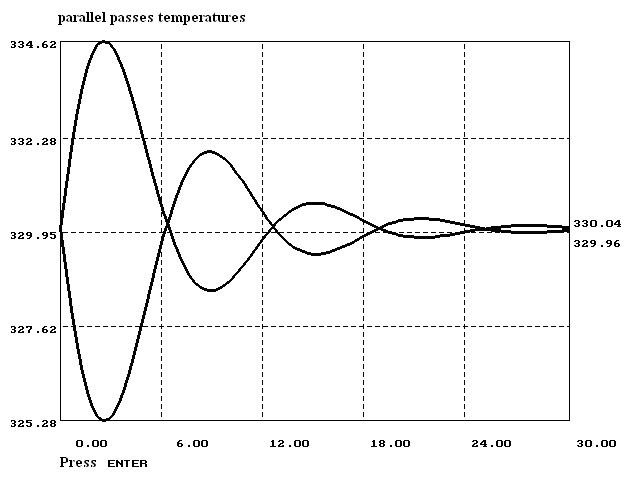 parallel passes temperatures
334.62
332.28
330.04
329.95
329.96
327.62
325.28
0.00 6.00 12.00 18.00 24.00 30.00
Press ENTER